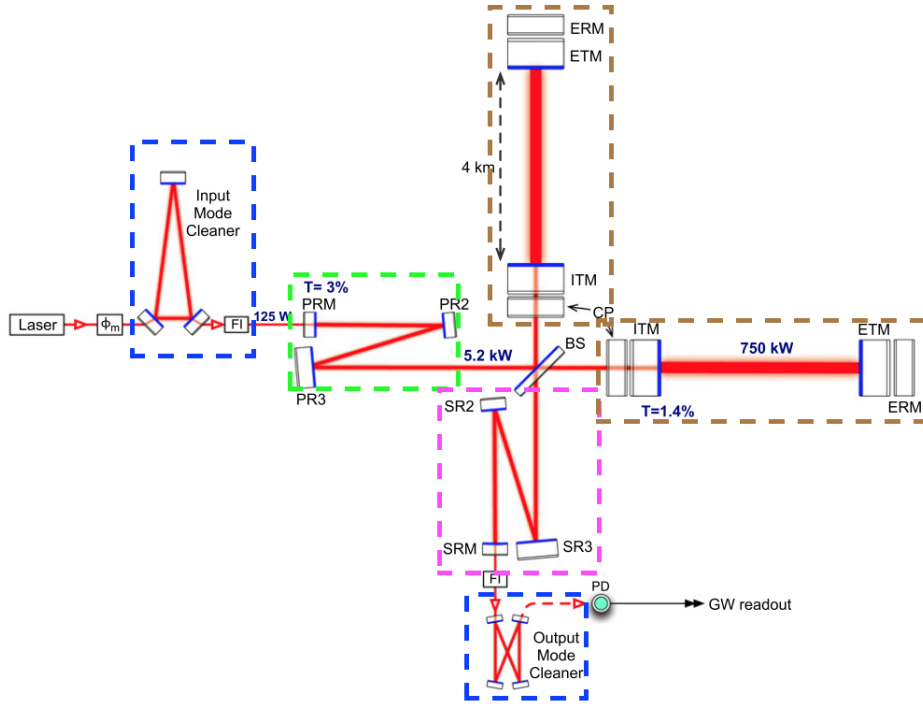 ERM
ETM
4 km
Input
Mode
Cleaner
ITM
CP
T= 3%
PRM
PR2
Laser
Φm
FI
125 W
BS
ITM
ETM
5.2 kW
750 kW
PR3
SR2
T=1.4%
ERM
SRM
SR3
FI
PD
GW readout
Output
Mode
Cleaner